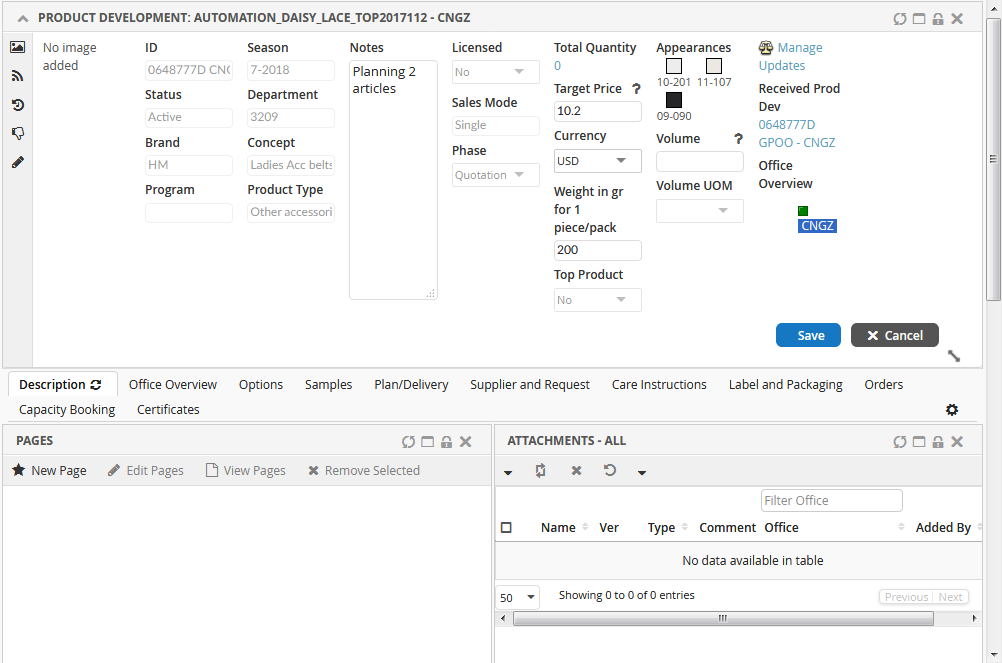 PRODUCT DEVELOPMENT: AUTOMATION_DAISY_LACE_TOP2017112 - CNGZ
No image
added
ID
0648777D CN
Status
Active
Brand
HM
Program
Season
7-2018
Department
3209
Concept
Ladies Acc belts
Product Type
Other accessori
Notes
Planning 2
articles
Licensed
No
Sales Mode
Single
Phase
Quotation
Total Quantity
0
Target Price ?
10.2
Currency
USD
Weight in gr
for 1
piece/pack
200
Top Product
No
Appearances
10-201 11-107
09-090
Volume ?
Volume UOM
Manage
Updates
Received Prod
Dev
0648777D
GPOO - CNGZ
Office
Overview
CNGZ
Save Cancel
Description Office Overview Options Samples Plan/Delivery Supplier and Request Care Instructions Label and Packaging Orders
Capacity Booking Certificates
PAGES
New Page Edit Pages View Pages Remove Selected
ATTACHMENTS - ALL
Filter Office
Name Ver Type Comment Office Added By
No data available in table
50 Showing 0 to 0 of 0 entries Previous Next